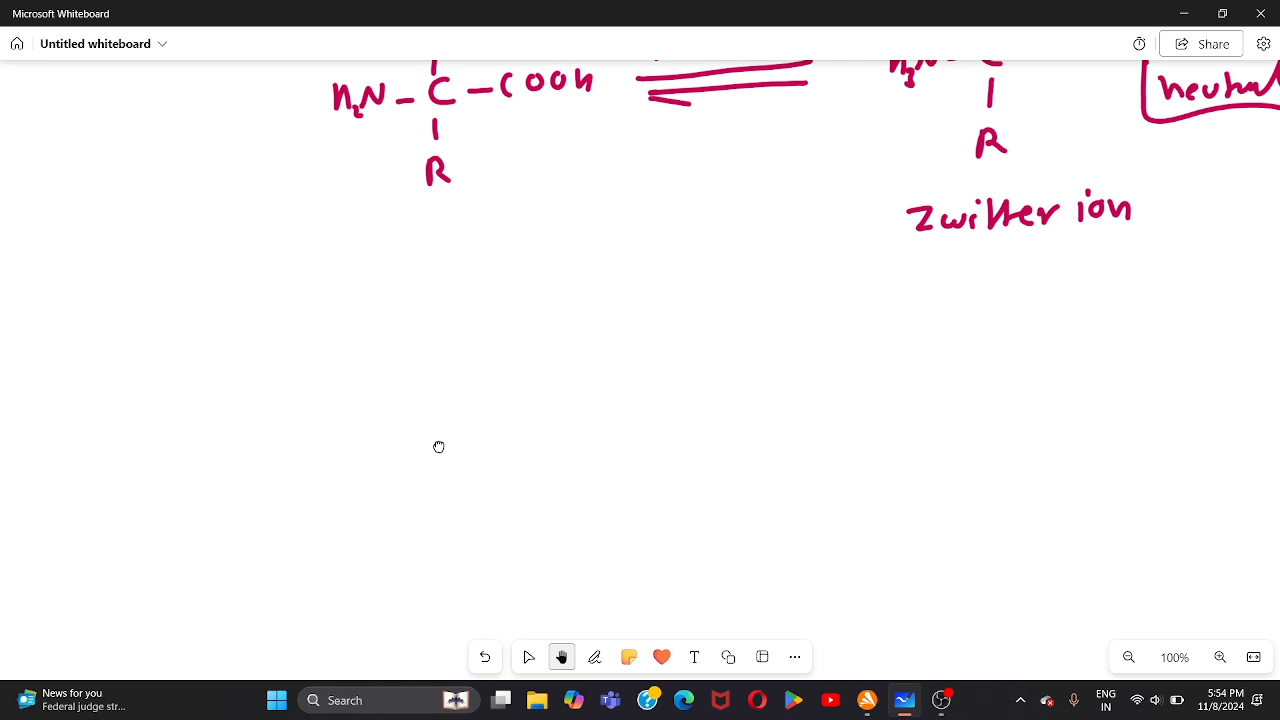 Microsoft Whiteboard
Untitled whiteboard
Share
H2N - C - COOH
R
R
neutral
Zwitter ion
100%
News for you
Federal judge str...
Search
ENG
IN
5:54 PM
11/8/2024